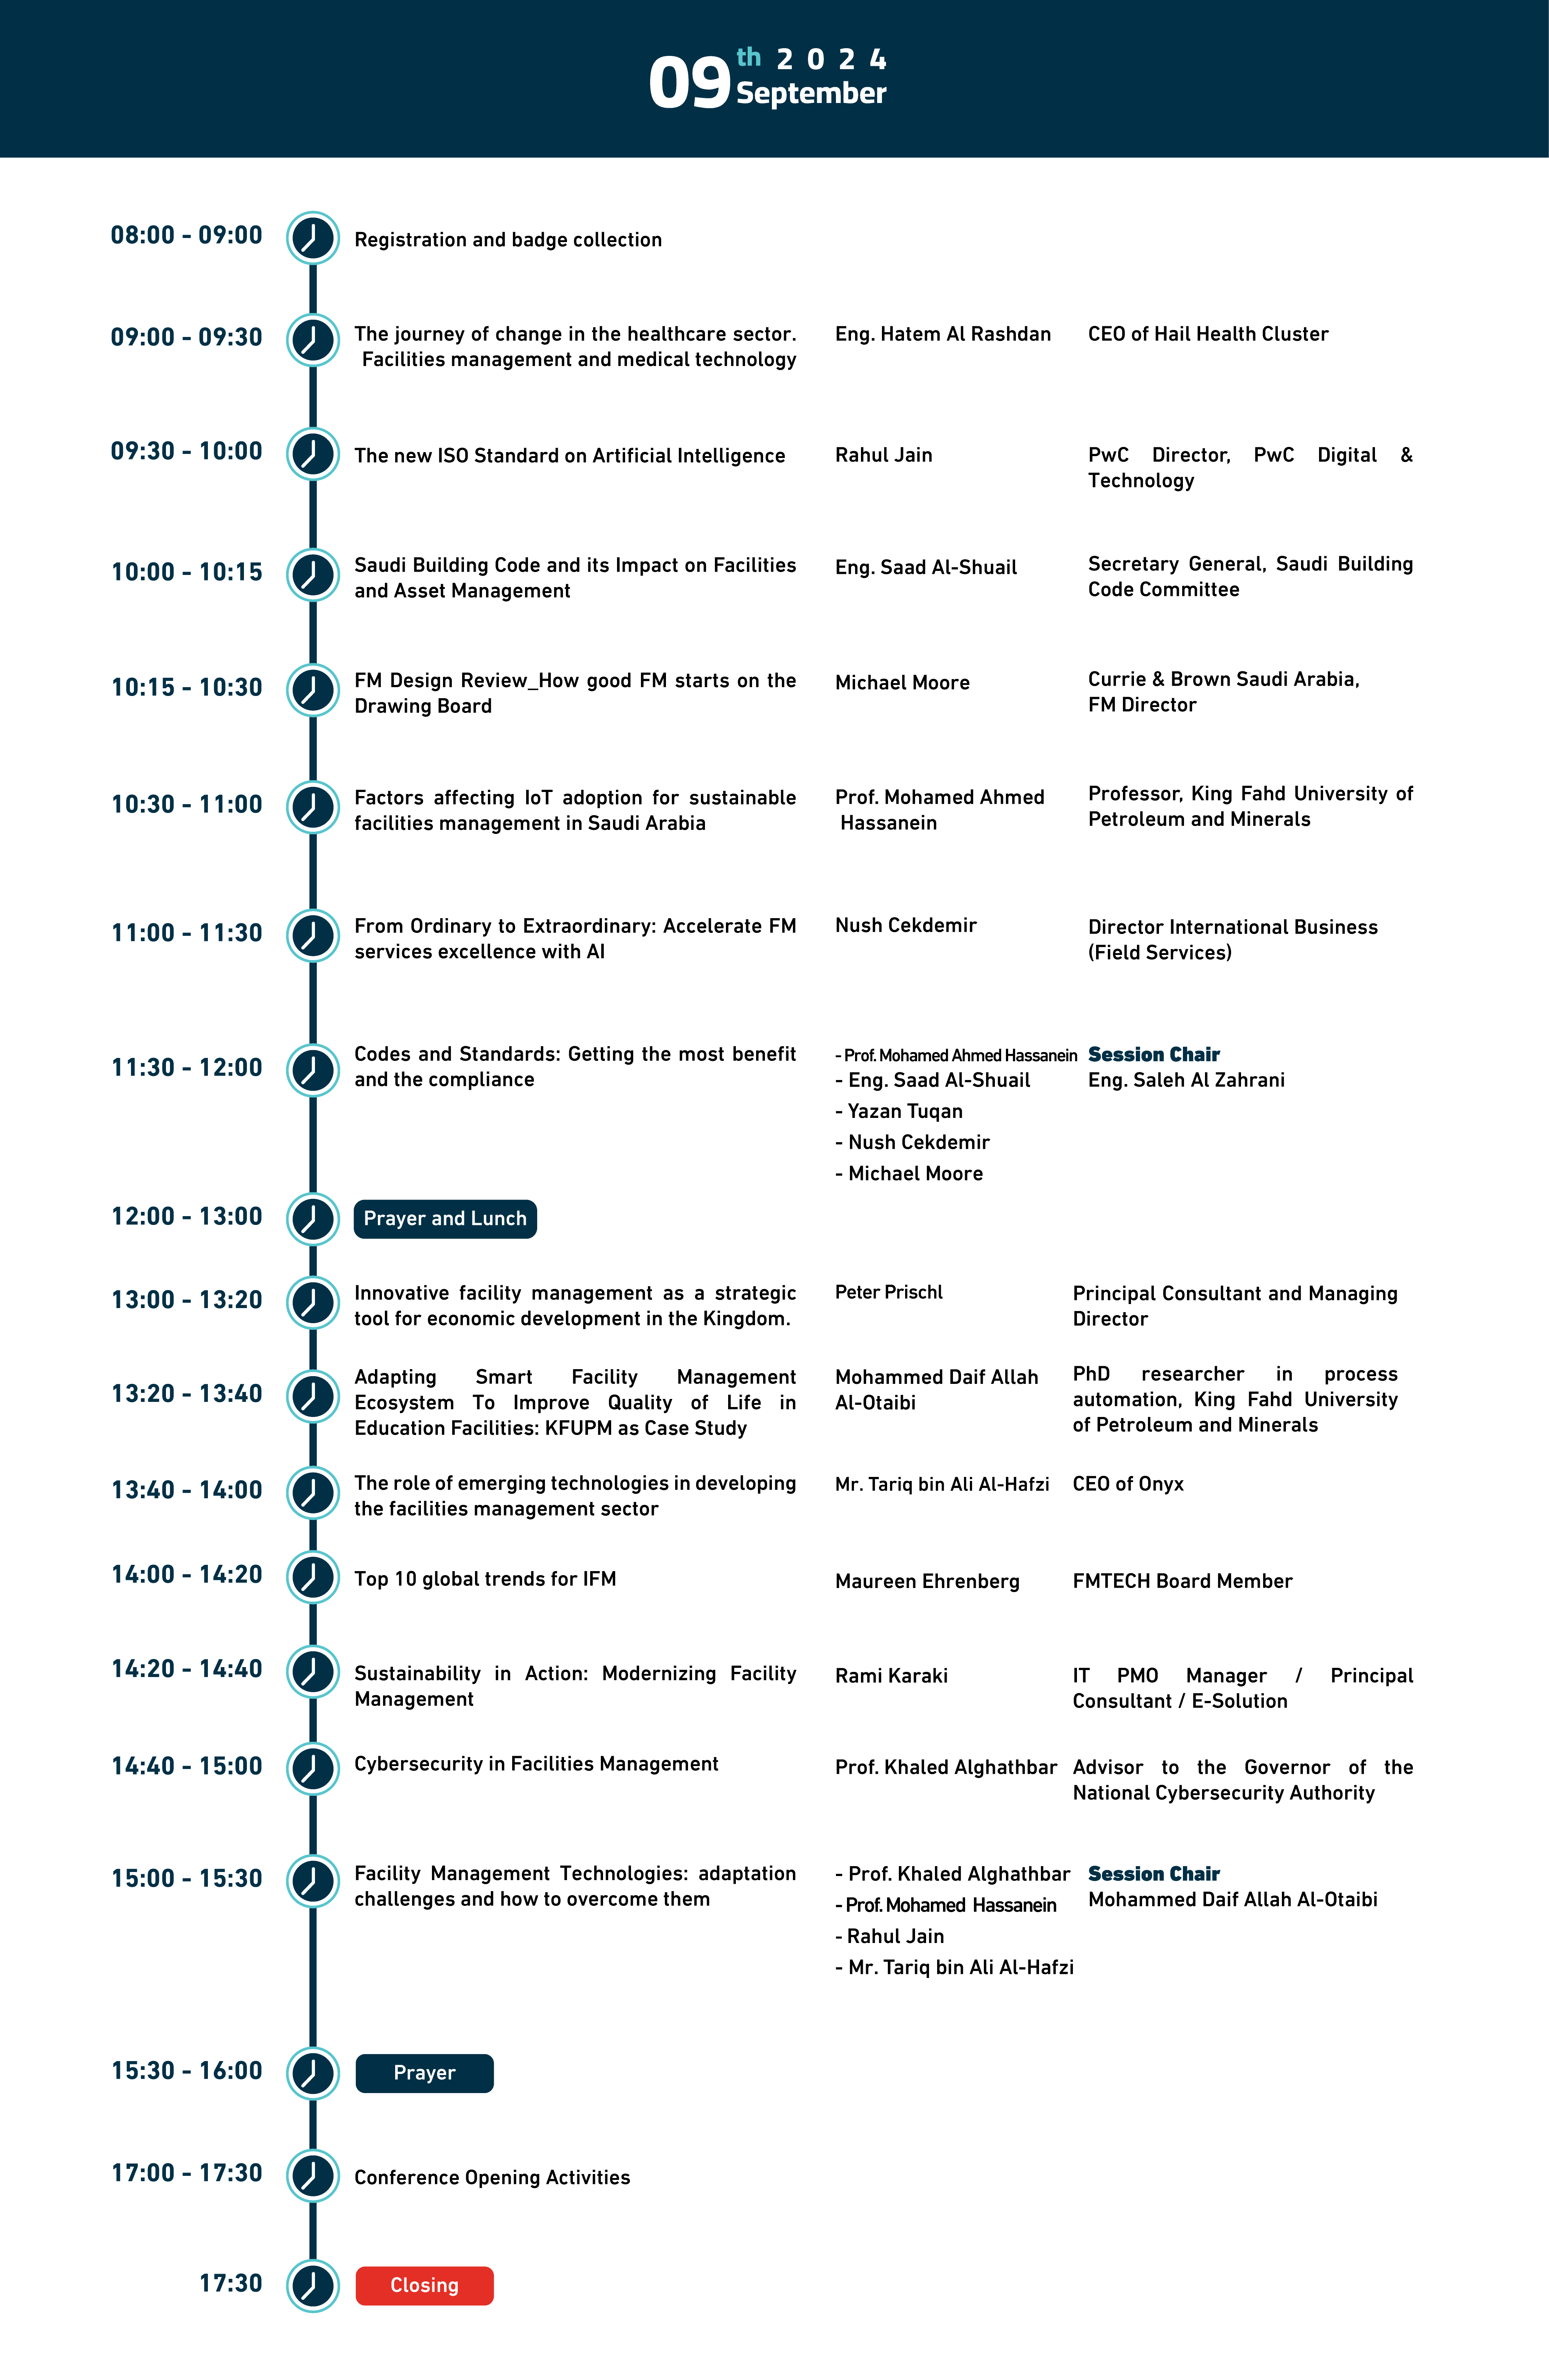 09th 2024
September
08:00 - 09:00
Registration and badge collection
09:00 - 09:30
The journey of change in the healthcare sector.
Facilities management and medical technology
Eng. Hatem Al Rashdan
CEO of Hail Health Cluster
09:30 - 10:00
The new ISO Standard on Artificial Intelligence
Rahul Jain
PwC Director, PwC Digital &
Technology
10:00 - 10:15
Saudi Building Code and its Impact on Facilities
and Asset Management
Eng. Saad Al-Shuail
Secretary General, Saudi Building
Code Committee
10:15 - 10:30
FM Design Review_How good FM starts on the
Drawing Board
Michael Moore
Currie & Brown Saudi Arabia,
FM Director
10:30 - 11:00
Factors affecting IoT adoption for sustainable
facilities management in Saudi Arabia
Prof. Mohamed Ahmed
Hassanein
Professor, King Fahd University of
Petroleum and Minerals
11:00 - 11:30
From Ordinary to Extraordinary: Accelerate FM
services excellence with AI
Nush Cekdemir
Director International Business
(Field Services)
11:30 - 12:00
Codes and Standards: Getting the most benefit
and the compliance
- Prof. Mohamed Ahmed Hassanein
- Eng. Saad Al-Shuail
- Yazan Tuqan
- Nush Cekdemir
- Michael Moore
Session Chair
Eng. Saleh Al Zahrani
12:00 - 13:00
Prayer and Lunch
13:00 - 13:20
Innovative facility management as a strategic
tool for economic development in the Kingdom.
Peter Prischl
Principal Consultant and Managing
Director
13:20 - 13:40
Adapting Smart Facility Management
Ecosystem To Improve Quality of Life in
Education Facilities: KFUPM as Case Study
Mohammed Daif Allah
Al-Otaibi
PhD researcher in process
automation, King Fahd University
of Petroleum and Minerals
13:40 - 14:00
The role of emerging technologies in developing
the facilities management sector
Mr. Tariq bin Ali Al-Hafzi
CEO of Onyx
14:00 - 14:20
Top 10 global trends for IFM
Maureen Ehrenberg
FMTECH Board Member
14:20 - 14:40
Sustainability in Action: Modernizing Facility
Management
Rami Karaki
IT PMO Manager / Principal
Consultant / E-Solution
14:40 - 15:00
Cybersecurity in Facilities Management
Prof. Khaled Alghathbar
Advisor to the Governor of the
National Cybersecurity Authority
15:00 - 15:30
Facility Management Technologies: adaptation
challenges and how to overcome them
- Prof. Khaled Alghathbar
- Prof. Mohamed Hassanein
- Rahul Jain
- Mr. Tariq bin Ali Al-Hafzi
Session Chair
Mohammed Daif Allah Al-Otaibi
15:30 - 16:00
Prayer
17:00 - 17:30
Conference Opening Activities
17:30
Closing